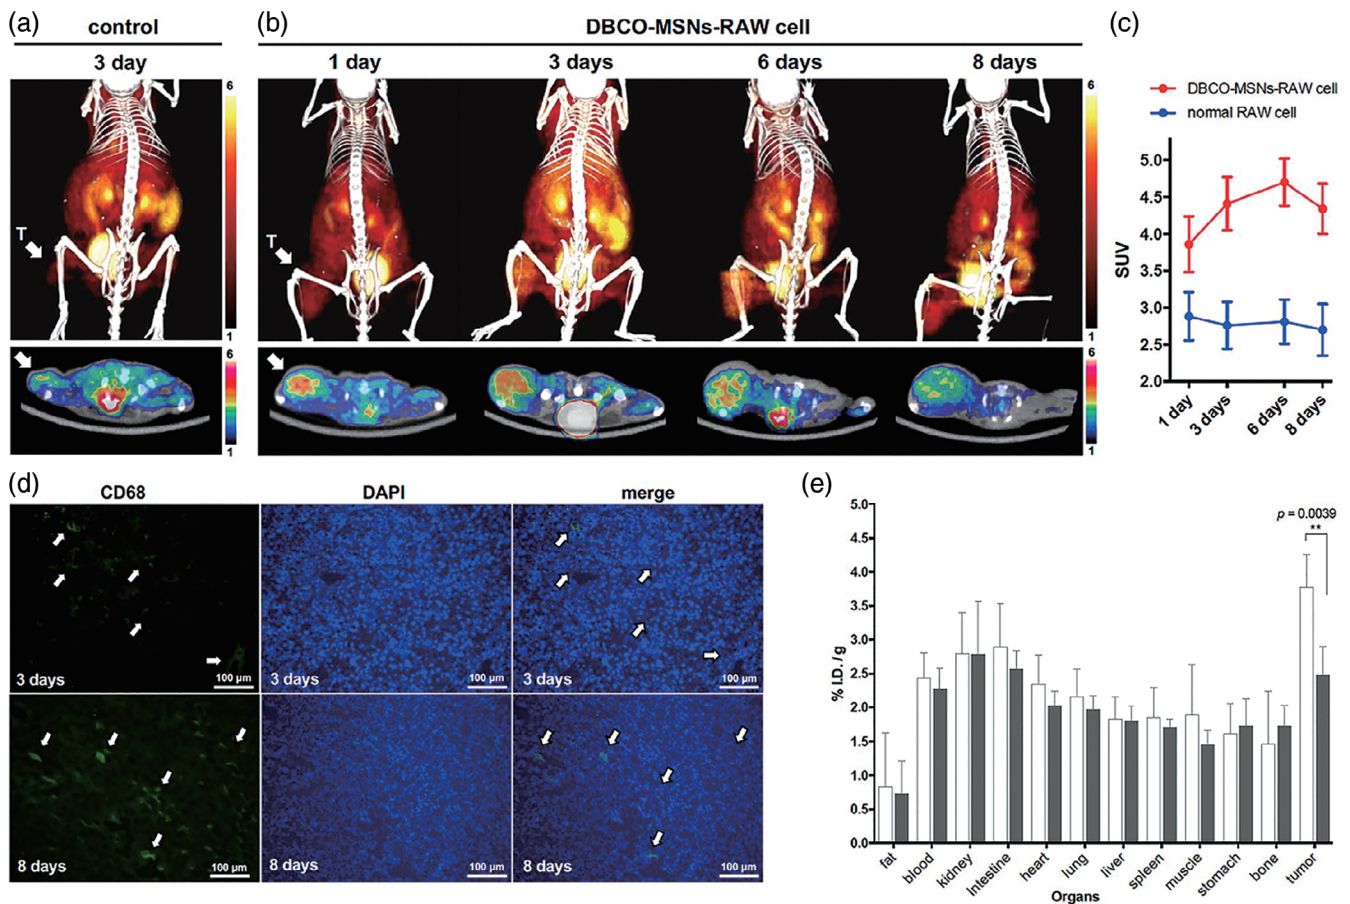 (a)
control
3 day
T
6
1
6
1
(b)
DBCO-MSNs-RAW cell
1 day
3 days
6 days
8 days
T
6
1
6
1
(c)
DBCO-MSNs-RAW cell
normal RAW cell
SUV
5.0
4.5
4.0
3.5
3.0
2.5
2.0
1 day
3 days
6 days
8 days
(d)
CD68
DAPI
merge
3 days
100 µm
3 days
100 µm
3 days
100 µm
8 days
100 µm
8 days
100 µm
8 days
100 µm
(e)
p = 0.0039
**
% I.D. / g
5.0
4.5
4.0
3.5
3.0
2.5
2.0
1.5
1.0
0.5
0.0
fat
blood
kidney
Intestine
heart
lung
liver
spleen
muscle
stomach
bone
tumor
Organs